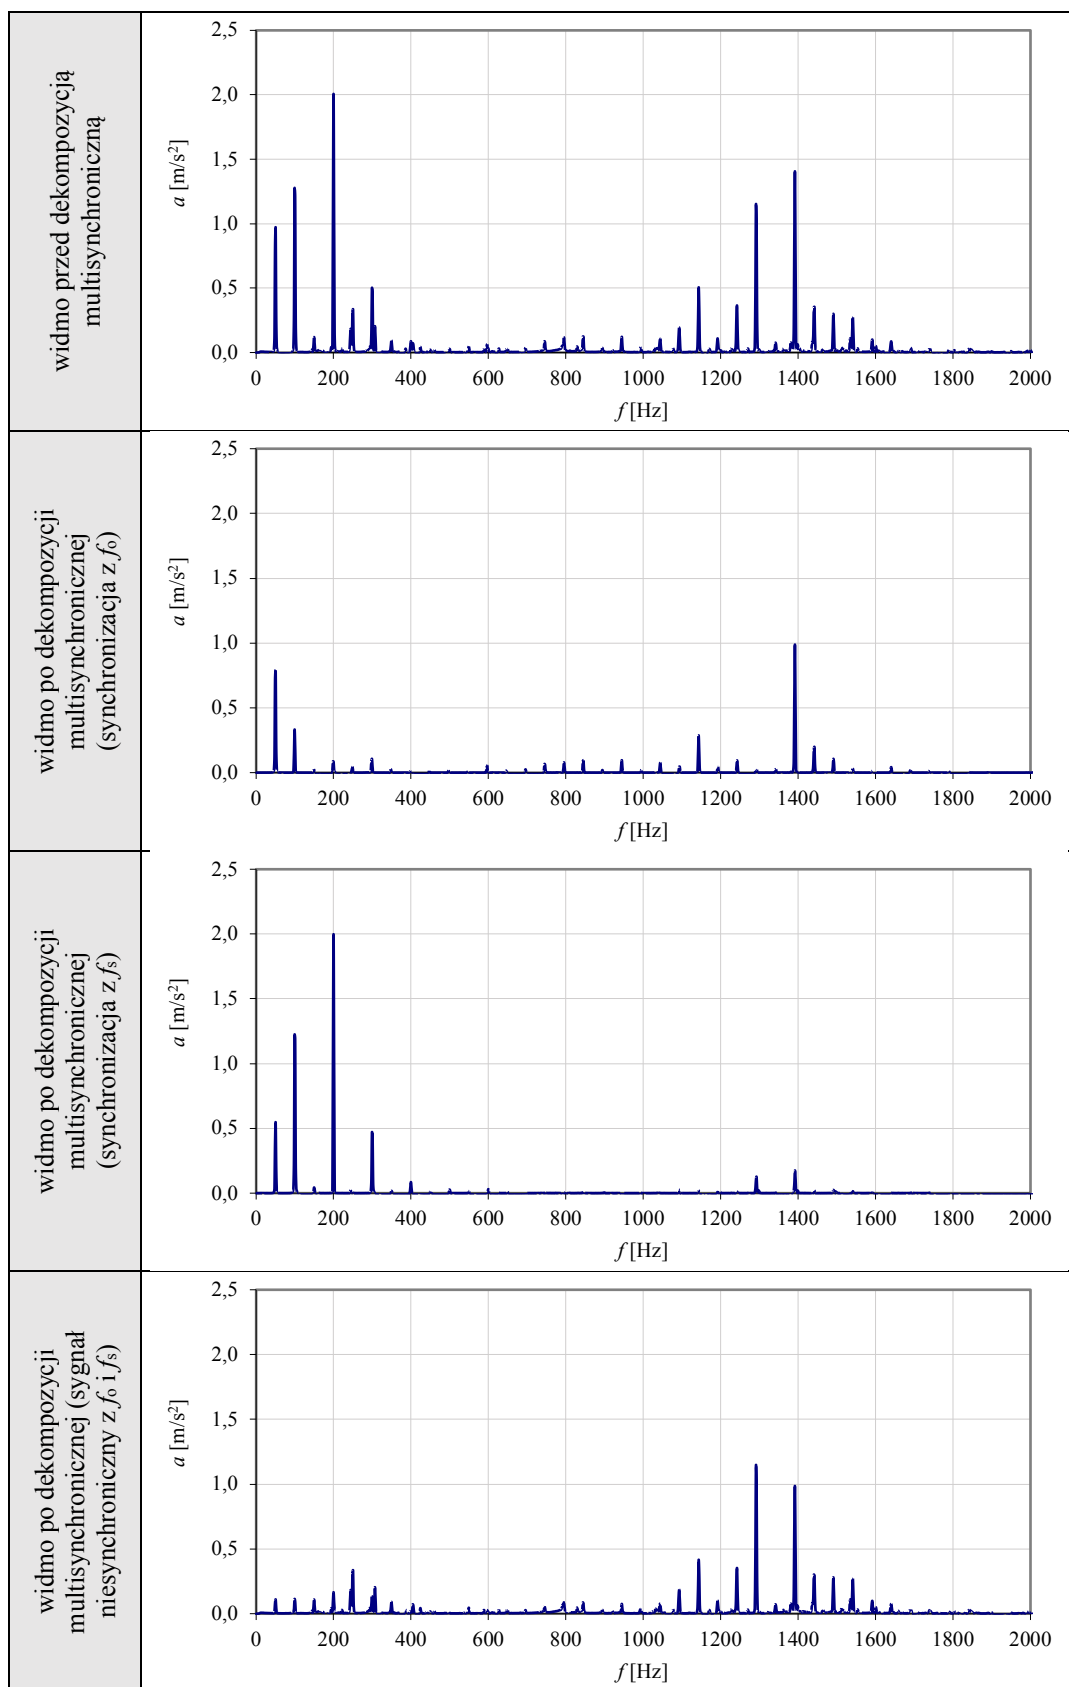 widmo przed dekompozycją
multisynchroniczną
2,5
2,0
1,5
1,0
0,5
0,0
a [m/s²]
0 200 400 600 800 1000 1200 1400 1600 1800 2000
f [Hz]
widmo po dekompozycji
multisynchronicznej
(synchronizacja z fo)
2,5
2,0
1,5
1,0
0,5
0,0
a [m/s²]
0 200 400 600 800 1000 1200 1400 1600 1800 2000
f [Hz]
widmo po dekompozycji
multisynchronicznej
(synchronizacja z fs)
2,5
2,0
1,5
1,0
0,5
0,0
a [m/s²]
0 200 400 600 800 1000 1200 1400 1600 1800 2000
f [Hz]
widmo po dekompozycji
multisynchronicznej (sygnał
niesynchroniczny z fo i fs)
2,5
2,0
1,5
1,0
0,5
0,0
a [m/s²]
0 200 400 600 800 1000 1200 1400 1600 1800 2000
f [Hz]